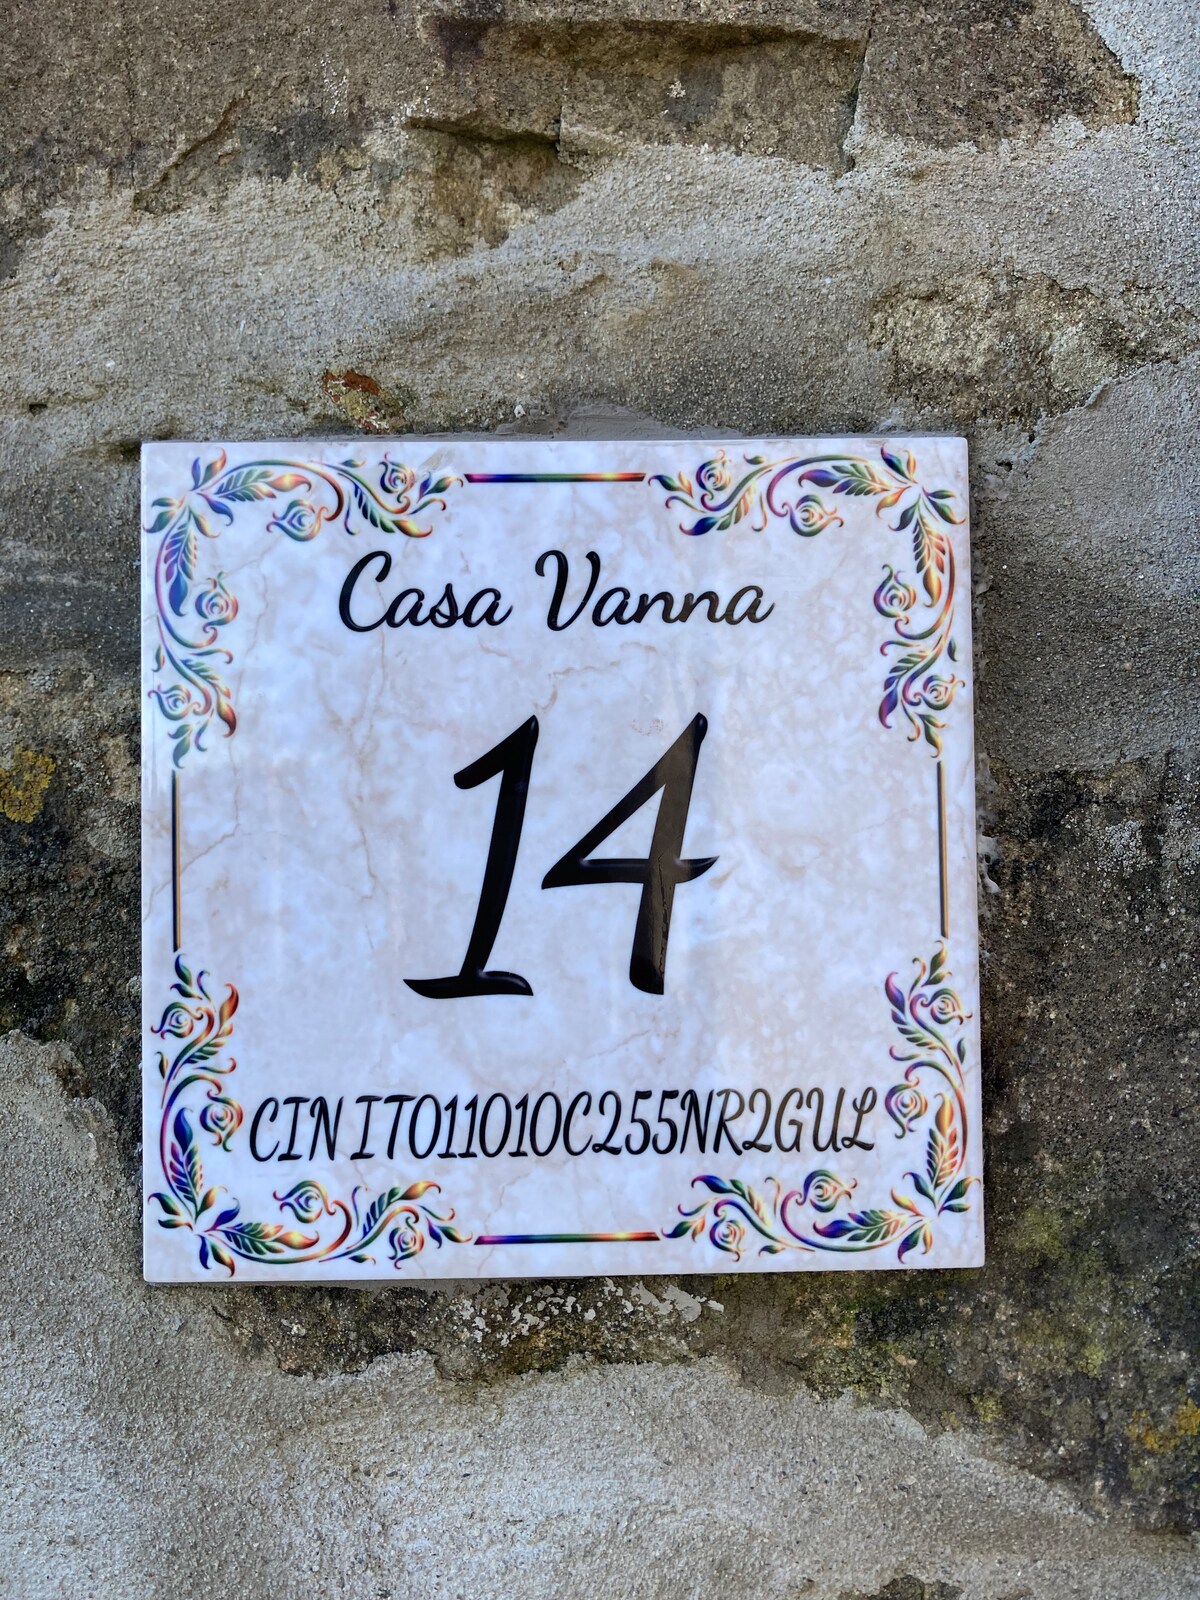 Casa Vanna
14
CIN IT011010C255NR2GUL